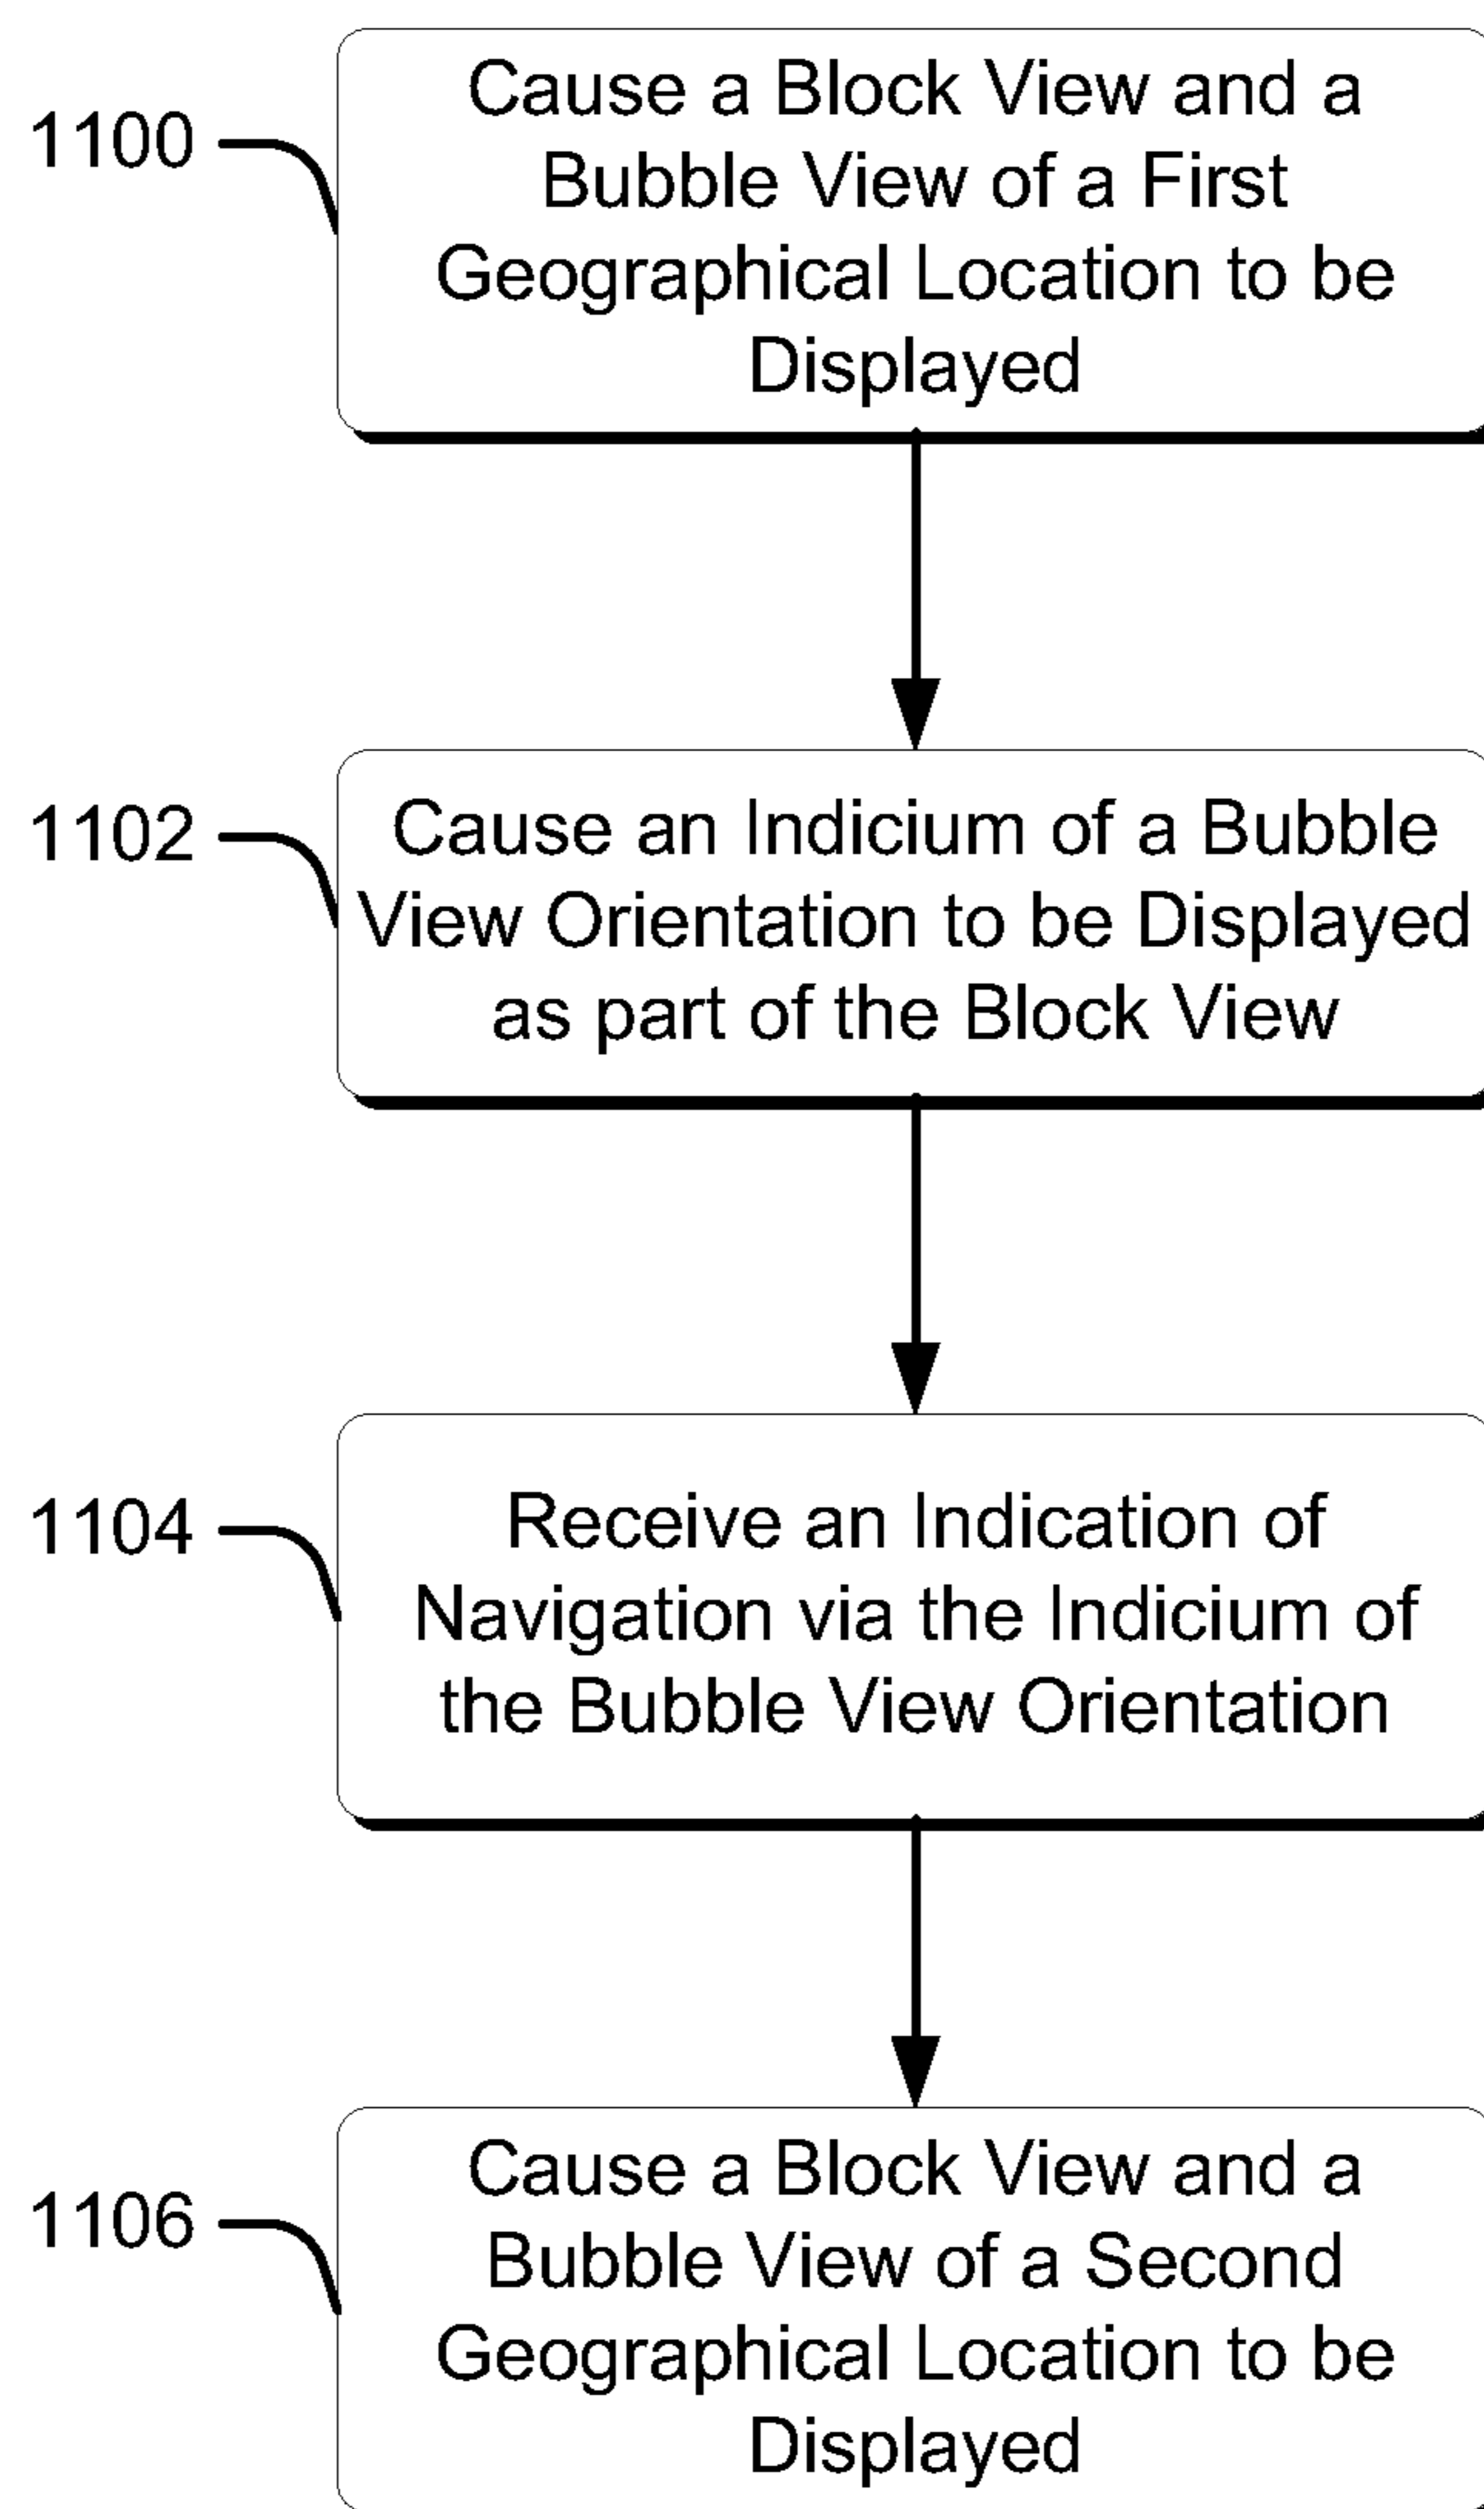 1100
Cause a Block View and a
Bubble View of a First
Geographical Location to be
Displayed
1102
Cause an Indicium of a Bubble
View Orientation to be Displayed
as part of the Block View
1104
Receive an Indication of
Navigation via the Indicium of
the Bubble View Orientation
1106
Cause a Block View and a
Bubble View of a Second
Geographical Location to be
Displayed